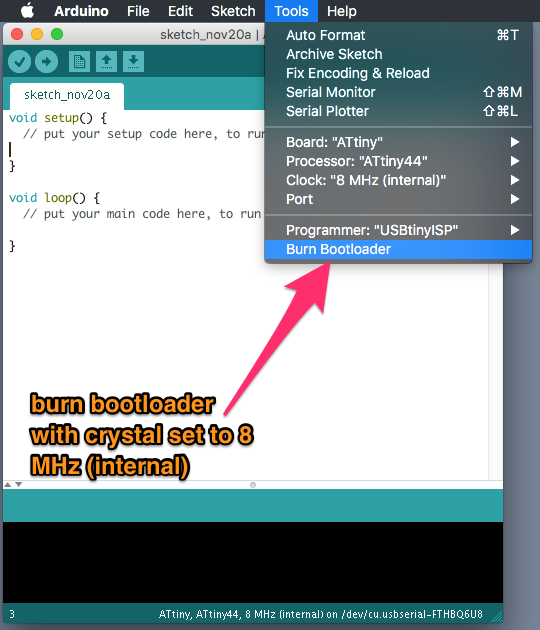 Arduino File Edit Sketch Tools Help
sketch_nov20a | A
Auto Format ⌘T
Archive Sketch
Fix Encoding & Reload
Serial Monitor ⇧⌘M
Serial Plotter ⇧⌘L
Board: "ATtiny"
Processor: "ATtiny44"
Clock: "8 MHz (internal)"
Port
Programmer: "USBtinyISP"
Burn Bootloader
sketch_nov20a
void setup() {
// put your setup code here, to run
}
void loop() {
// put your main code here, to run
}
burn bootloader
with crystal set to 8
MHz (internal)
3 ATtiny, ATtiny44, 8 MHz (internal) on /dev/cu.usbserial-FTHBQ6U8